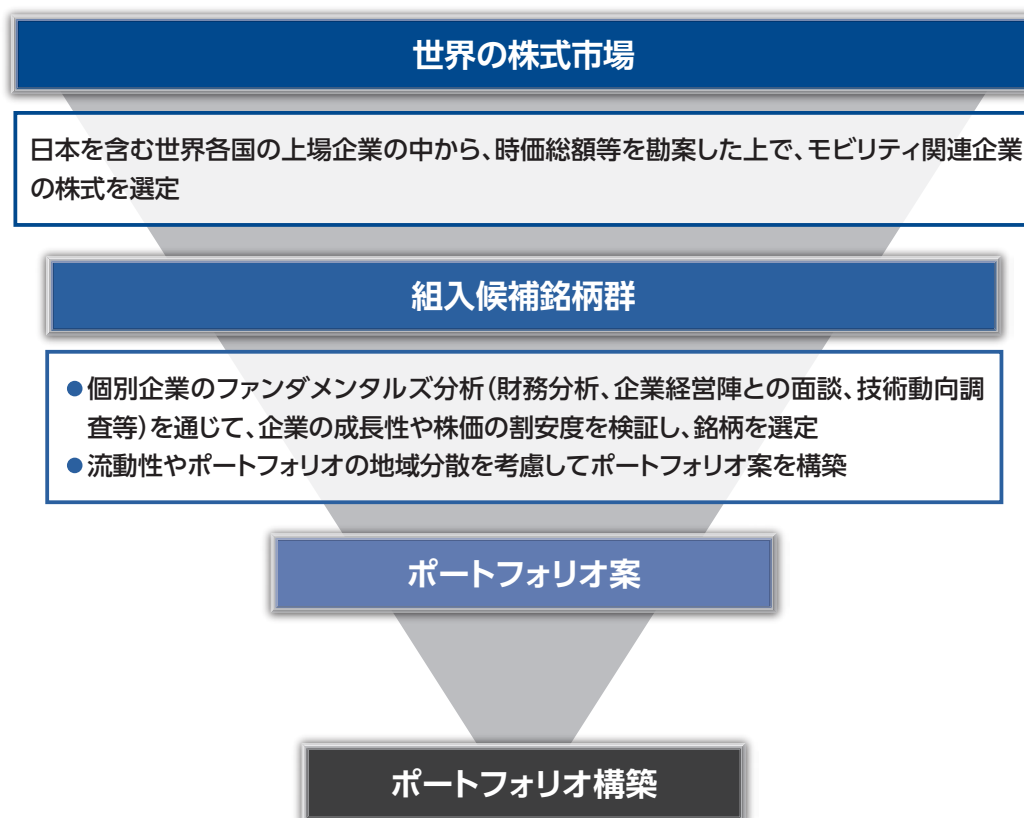 世界の株式市場
日本を含む世界各国の上場企業の中から、時価総額等を勘案した上で、モビリティ関連企業
の株式を選定
組入候補銘柄群
●個別企業のファンダメンタルズ分析(財務分析、企業経営陣との面談、技術動向調
査等)を通じて、企業の成長性や株価の割安度を検証し、銘柄を選定
●流動性やポートフォリオの地域分散を考慮してポートフォリオ案を構築
ポートフォリオ案
ポートフォリオ構築